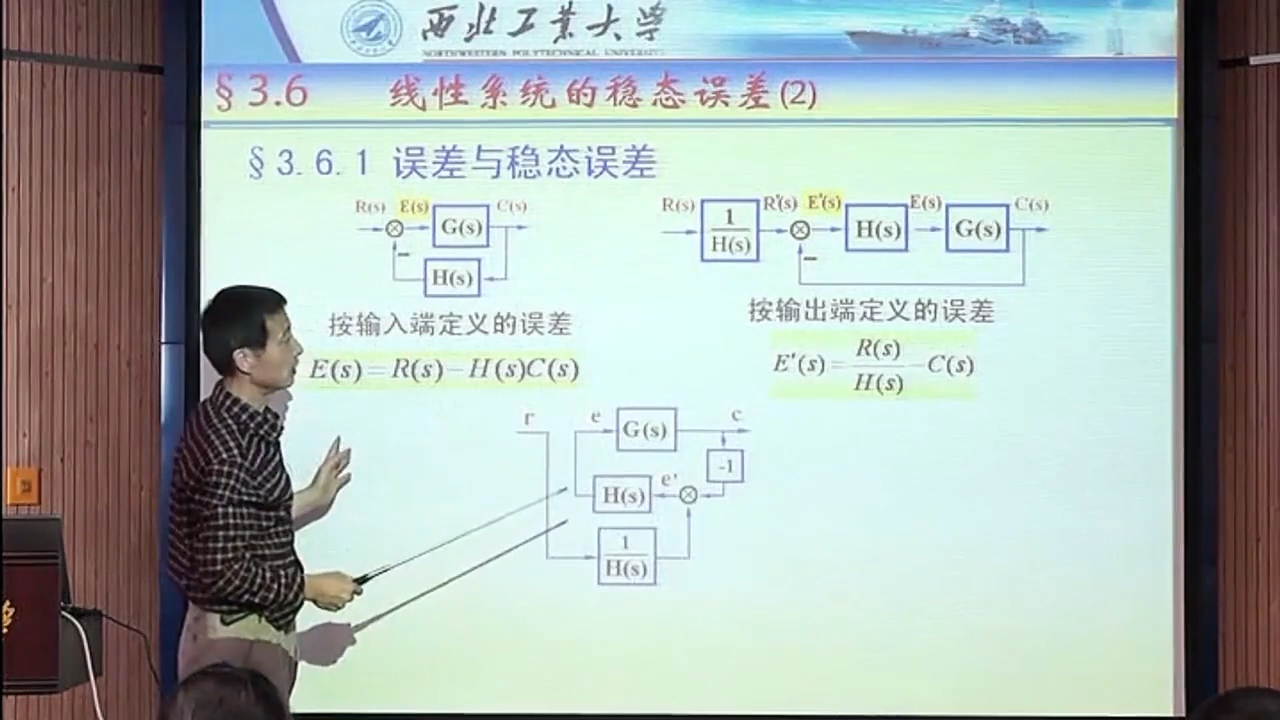 西北工业大学
NORTHWESTERN POLYTECHNICAL UNIVERSITY
§3.6 线性系统的稳态误差(2)
§3.6.1 误差与稳态误差
R(s) E(s) G(s) C(s)
H(s)
R(s) 1/H(s) R'(s) E'(s) H(s) E(s) G(s) C(s)
按输入端定义的误差
E(s)=R(s)−H(s)C(s)
按输出端定义的误差
E'(s)=R(s)/H(s)−C(s)
r e G(s) c
-1
H(s) e'
1/H(s)